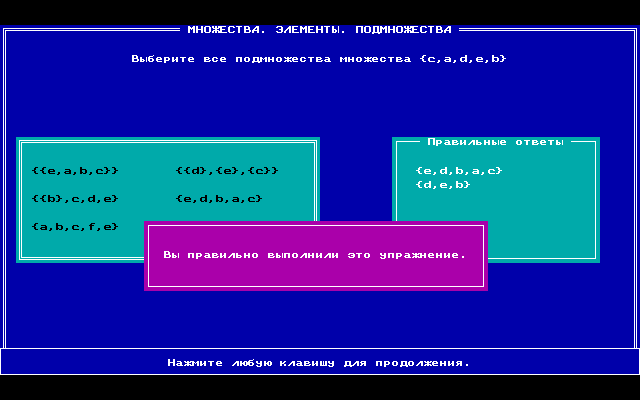 МНОЖЕСТВА. ЭЛЕМЕНТЫ. ПОДМНОЖЕСТВА
Выберите все подмножества множества {c,a,d,e,b}
Правильные ответы
{{e,a,b,c}} {{d},{e},{c}} {e,d,b,a,c}
{d,e,b}
{{b},c,d,e} {e,d,b,a,c}
{a,b,c,f,e}
Вы правильно выполнили это упражнение.
Нажмите любую клавишу для продолжения.